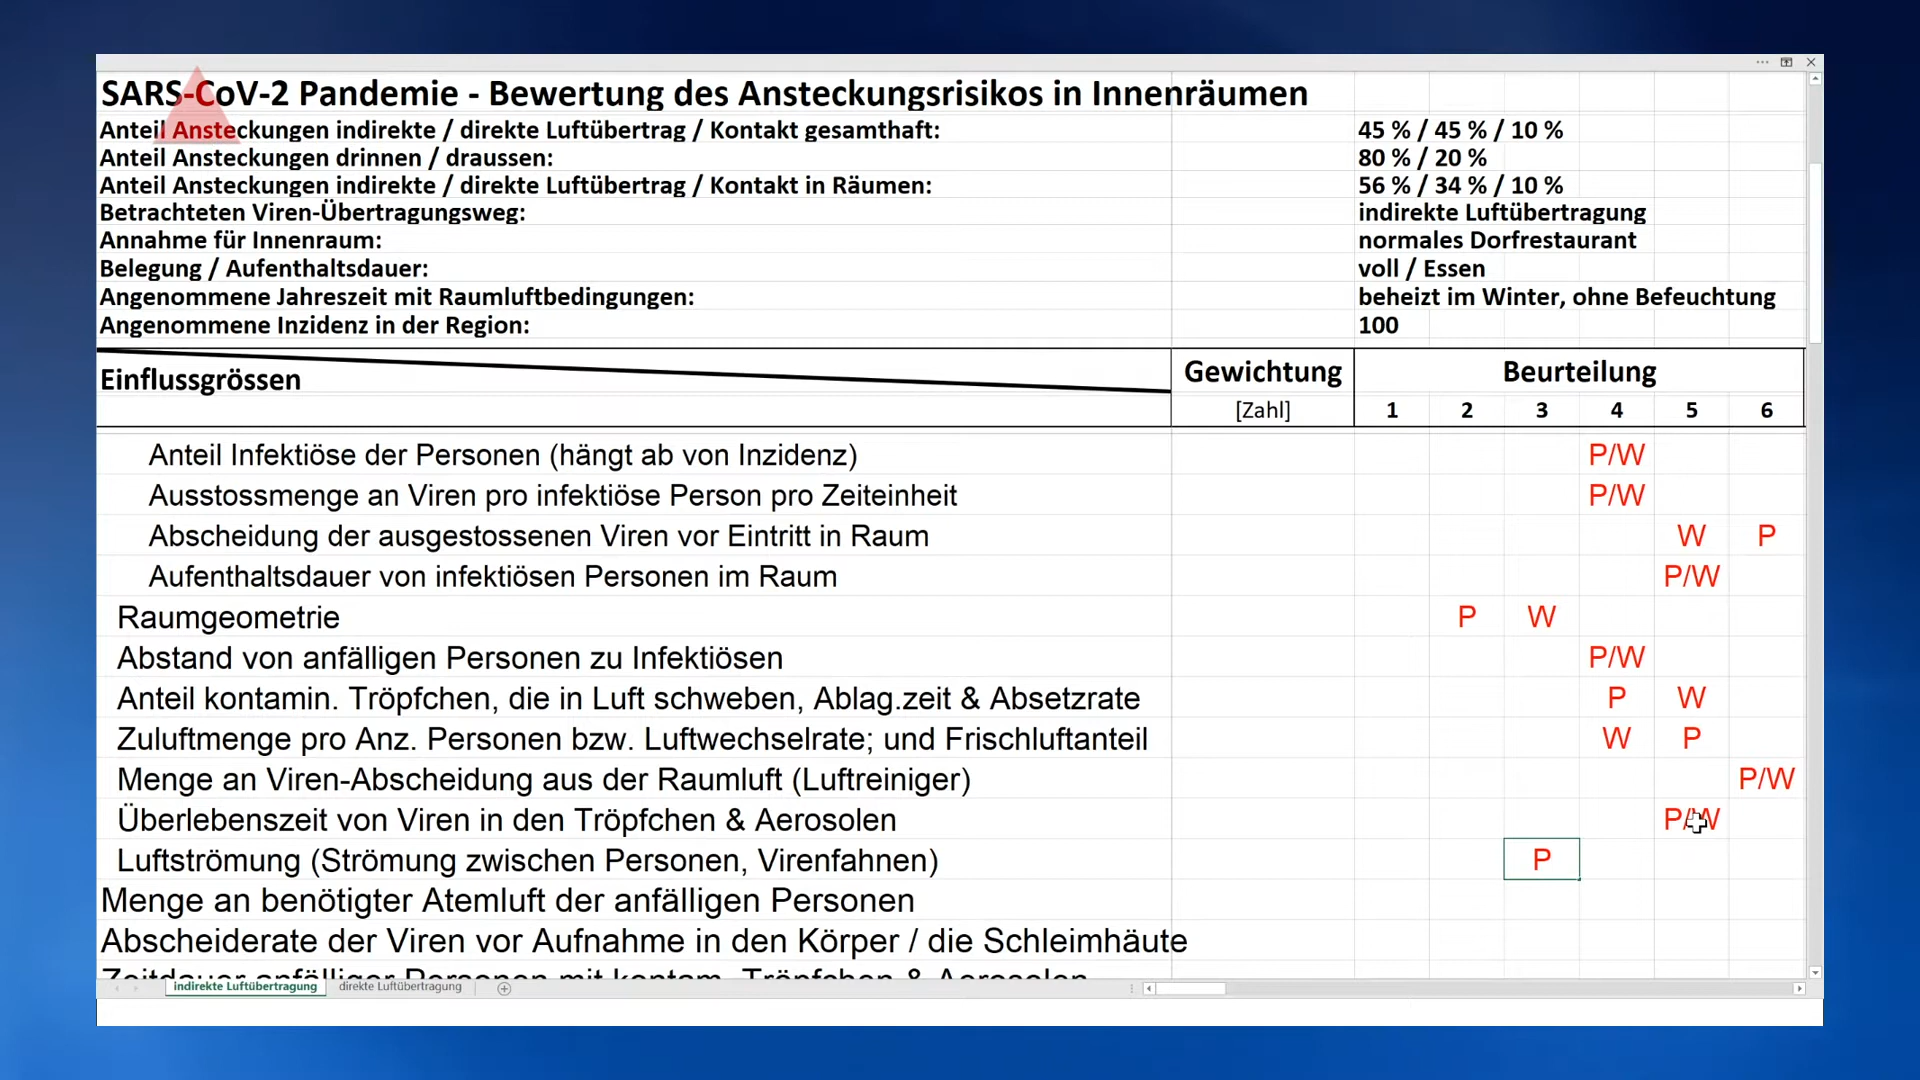 SARS-CoV-2 Pandemie - Bewertung des Ansteckungsrisikos in Innenräumen
Anteil Ansteckungen indirekte / direkte Luftübertrag / Kontakt gesamthaft: 45 % / 45 % / 10 %
Anteil Ansteckungen drinnen / draussen: 80 % / 20 %
Anteil Ansteckungen indirekte / direkte Luftübertrag / Kontakt in Räumen: 56 % / 34 % / 10 %
Betrachteten Viren-Übertragungsweg: indirekte Luftübertragung
Annahme für Innenraum: normales Dorfrestaurant
Belegung / Aufenthaltsdauer: voll / Essen
Angenommene Jahreszeit mit Raumluftbedingungen: beheizt im Winter, ohne Befeuchtung
Angenommene Inzidenz in der Region: 100
Einflussgrössen Gewichtung Beurteilung
[Zahl] 1 2 3 4 5 6
Anteil Infektiöse der Personen (hängt ab von Inzidenz) P/W
Ausstossmenge an Viren pro infektiöse Person pro Zeiteinheit P/W
Abscheidung der ausgestossenen Viren vor Eintritt in Raum W P
Aufenthaltsdauer von infektiösen Personen im Raum P/W
Raumgeometrie P W
Abstand von anfälligen Personen zu Infektiösen P/W
Anteil kontamin. Tröpfchen, die in Luft schweben, Ablag.zeit & Absetzrate P W
Zuluftmenge pro Anz. Personen bzw. Luftwechselrate; und Frischluftanteil W P
Menge an Viren-Abscheidung aus der Raumluft (Luftreiniger) P/W
Überlebenszeit von Viren in den Tröpfchen & Aerosolen P/W
Luftströmung (Strömung zwischen Personen, Virenfahnen) P
Menge an benötigter Atemluft der anfälligen Personen
Abscheiderate der Viren vor Aufnahme in den Körper / die Schleimhäute
Zeitdauer anfälliger Personen mit kontam. Tröpfchen & Aerosolen
indirekte Luftübertragung direkte Luftübertragung